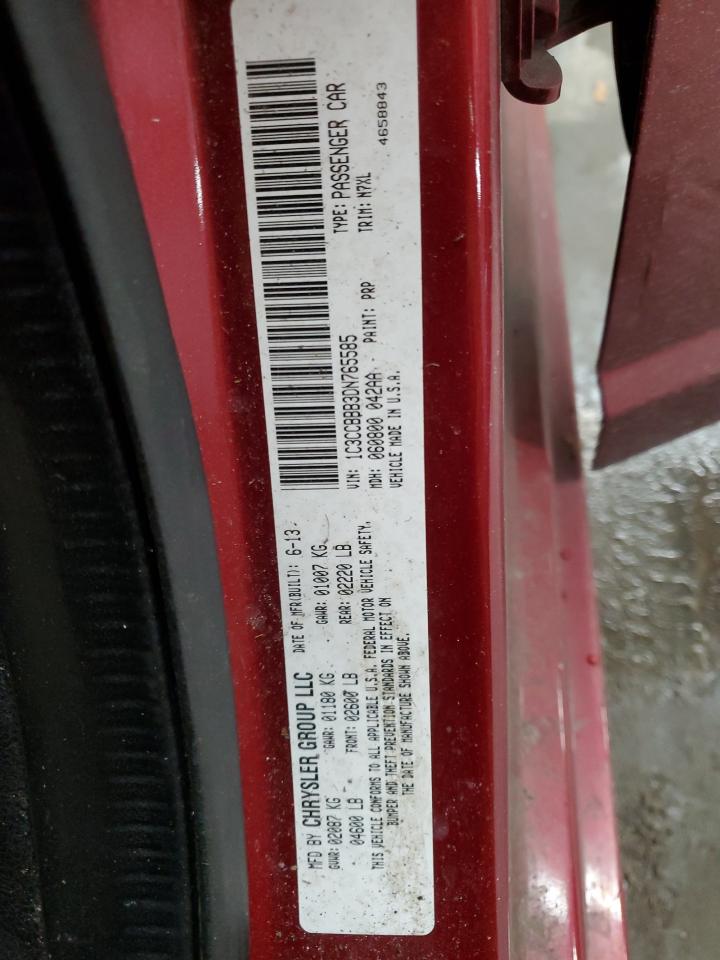 MFD BY CHRYSLER GROUP LLC DATE OF MFR(BUILT): 6-13
GVWR: 02087 KG GAWR: 01180 KG GAWR: 01007 KG
04600 LB FRONT: 02600 LB REAR: 02220 LB
THIS VEHICLE CONFORMS TO ALL APPLICABLE U.S.A. FEDERAL MOTOR VEHICLE SAFETY,
BUMPER AND THEFT PREVENTION STANDARDS IN EFFECT ON
THE DATE OF MANUFACTURE SHOWN ABOVE.
VIN: 1C3CCBBB3DN765585 TYPE: PASSENGER CAR
MDH: 060800 042AA PAINT: PRP TRIM: N7XL
VEHICLE MADE IN U.S.A. 4658843